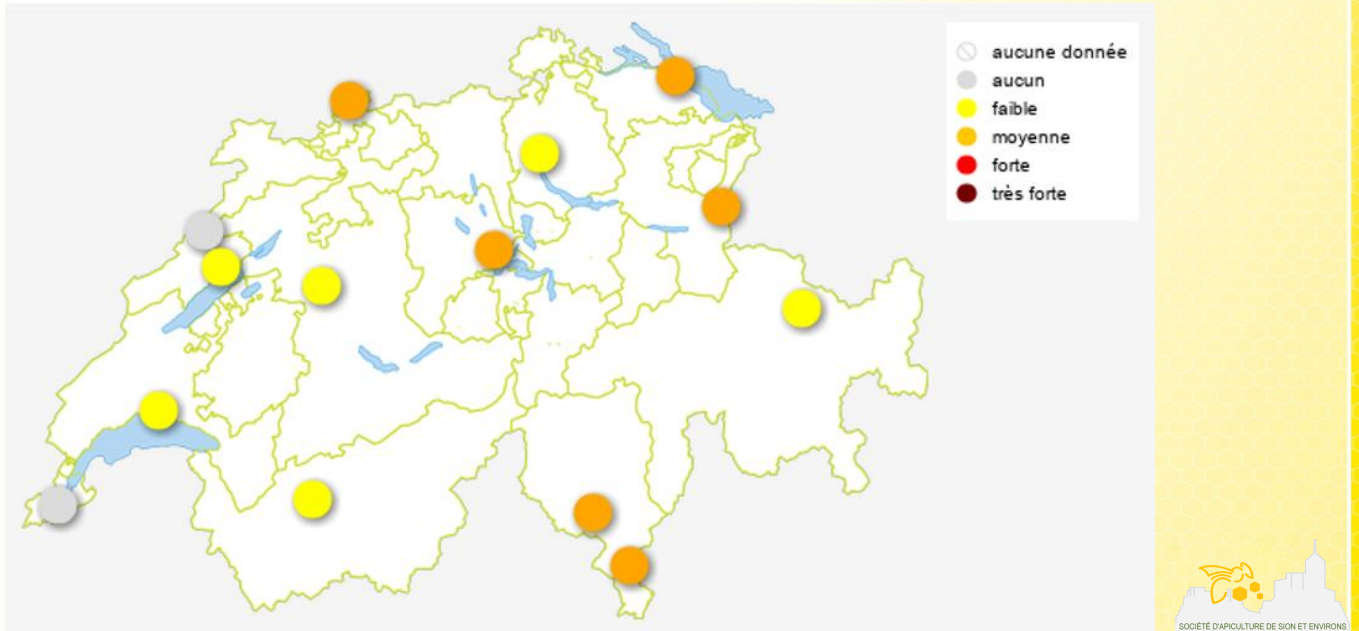 aucune donnée
aucun
faible
moyenne
forte
très forte
SOCIÉTÉ D'APICULTURE DE SION ET ENVIRONS